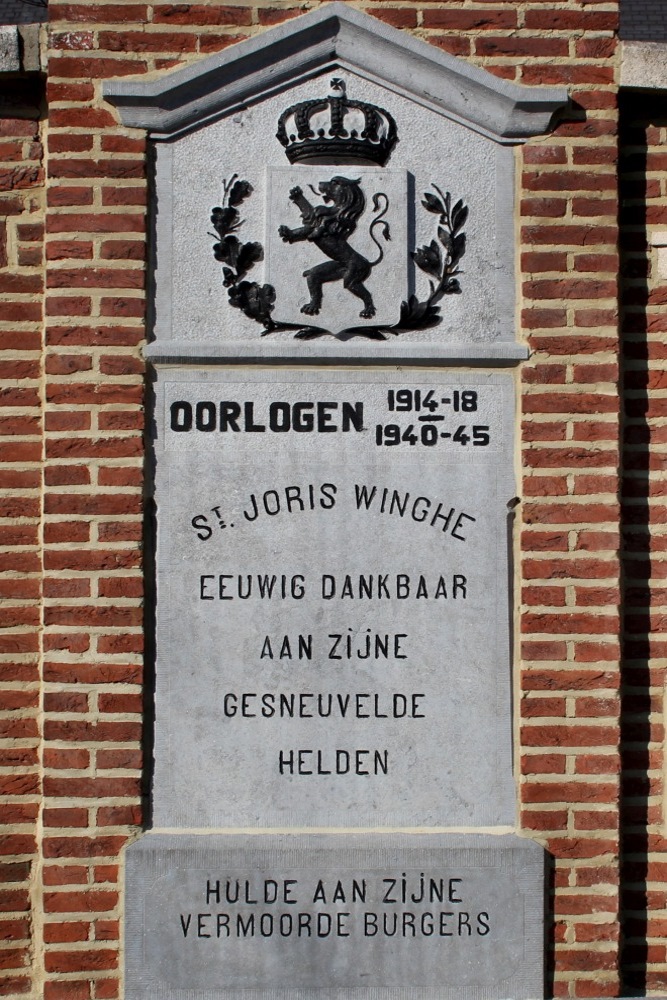 OORLOGEN 1914-18
1940-45
ST. JORIS WINGHE
EEUWIG DANKBAAR
AAN ZIJNE
GESNEUVELDE
HELDEN
HULDE AAN ZIJNE
VERMOORDE BURGERS